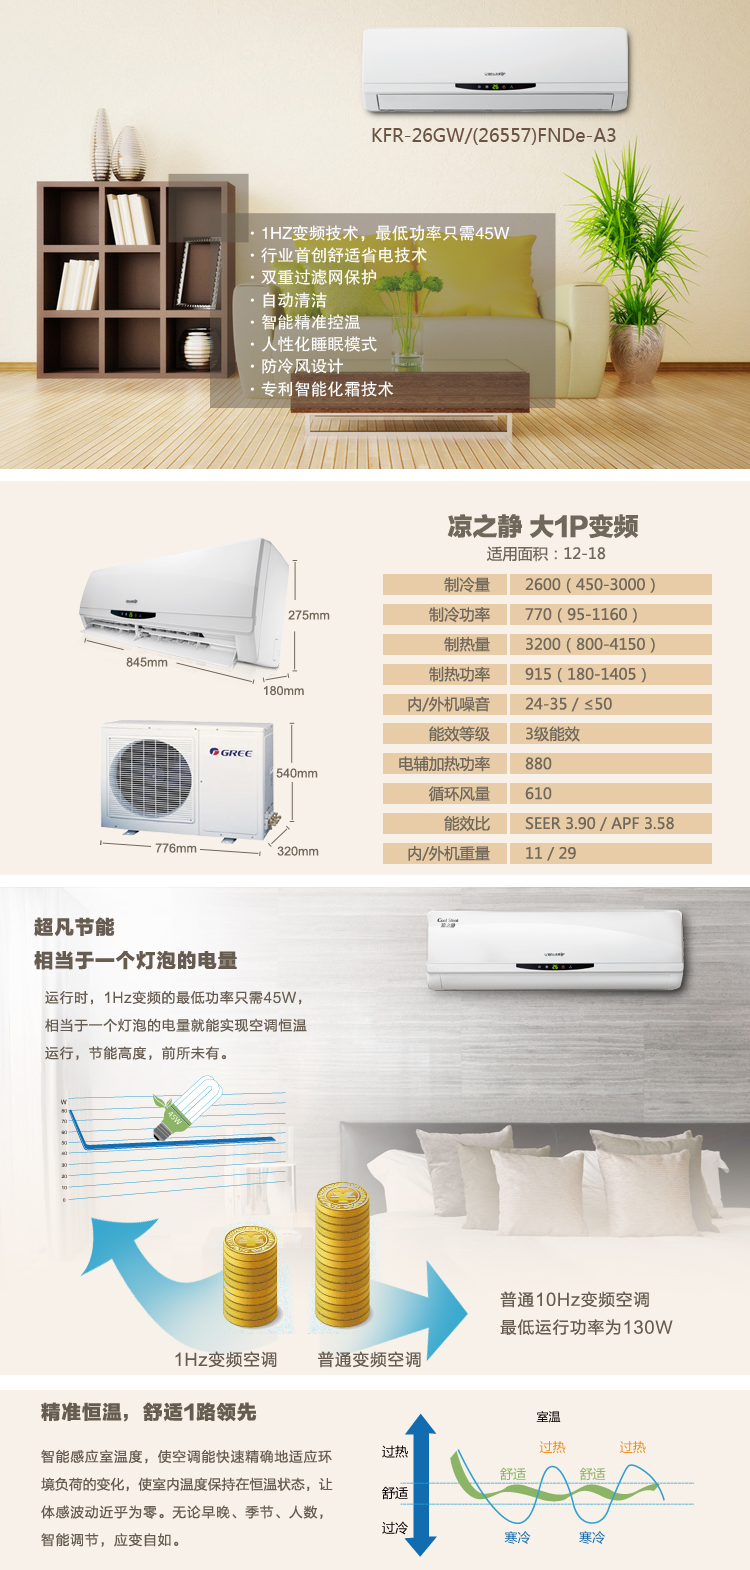 KFR-26GW/(26557)FNDe-A3
· 1HZ变频技术，最低功率只需45W
· 行业首创舒适省电技术
· 双重过滤网保护
· 自动清洁
· 智能精准控温
· 人性化睡眠模式
· 防冷风设计
· 专利智能化霜技术
凉之静 大1P变频
适用面积：12-18
制冷量 2600（450-3000）
制冷功率 770（95-1160）
制热量 3200（800-4150）
制热功率 915（180-1405）
内/外机噪音 24-35 / ≤50
能效等级 3级能效
电辅加热功率 880
循环风量 610
能效比 SEER 3.90 / APF 3.58
内/外机重量 11 / 29
275mm
845mm
180mm
GREE
540mm
776mm
320mm
超凡节能
相当于一个灯泡的电量
运行时，1Hz变频的最低功率只需45W，
相当于一个灯泡的电量就能实现空调恒温
运行，节能高度，前所未有。
W
80
70
60
50
40
30
20
10
0
45W
1Hz变频空调
普通变频空调
普通10Hz变频空调
最低运行功率为130W
精准恒温，舒适1路领先
智能感应室温度，使空调能快速精确地适应环
境负荷的变化，使室内温度保持在恒温状态，让
体感波动近乎为零。无论早晚、季节、人数，
智能调节，应变自如。
室温
过热
舒适
过冷
过热
过热
舒适
舒适
寒冷
寒冷